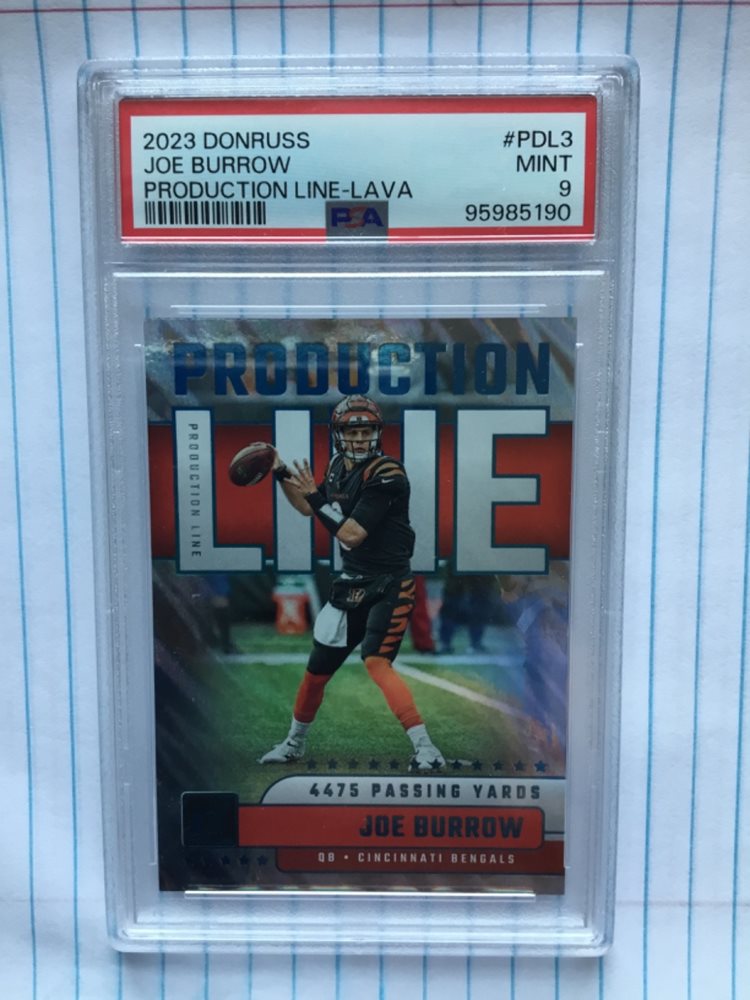 2023 DONRUSS #PDL3
JOE BURROW MINT
PRODUCTION LINE-LAVA 9
PSA 95985190
PRODUCTION
LINE
PRODUCTION LINE
4475 PASSING YARDS
JOE BURROW
QB • CINCINNATI BENGALS